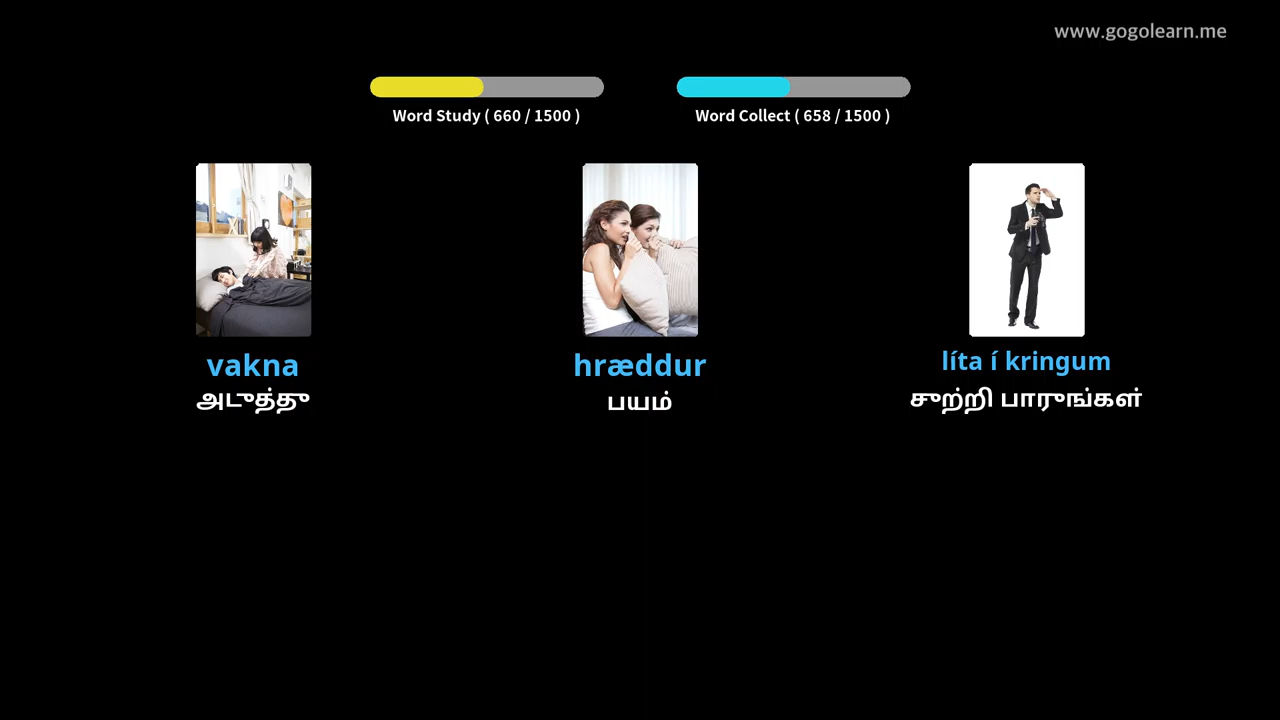 www.gogolearn.me
Word Study ( 660 / 1500 )
Word Collect ( 658 / 1500 )
vakna
அடுத்து
hræddur
பயம்
líta í kringum
சுற்றி பாருங்கள்